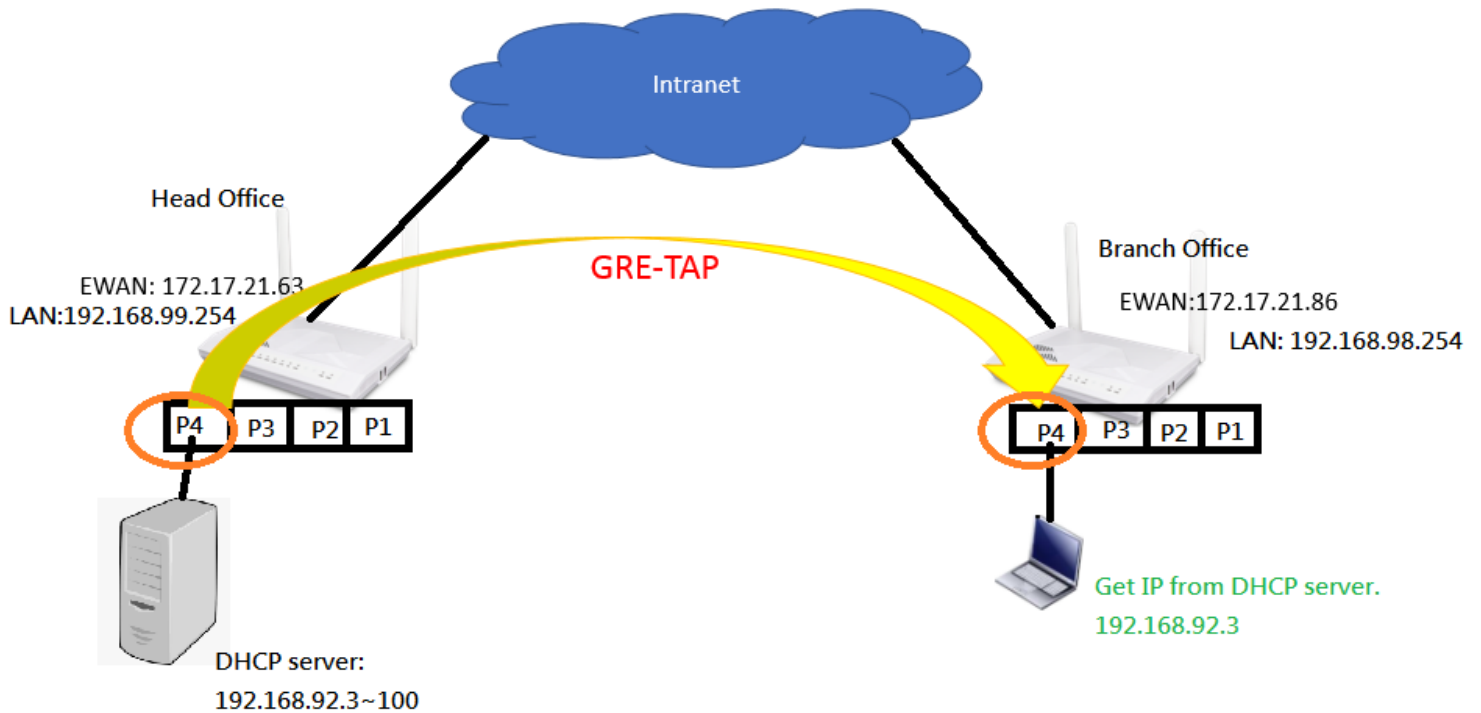 Intranet
Head Office
EWAN: 172.17.21.63
LAN:192.168.99.254
GRE-TAP
Branch Office
EWAN:172.17.21.86
LAN: 192.168.98.254
P4 P3 P2 P1
P4 P3 P2 P1
DHCP server:
192.168.92.3~100
Get IP from DHCP server.
192.168.92.3